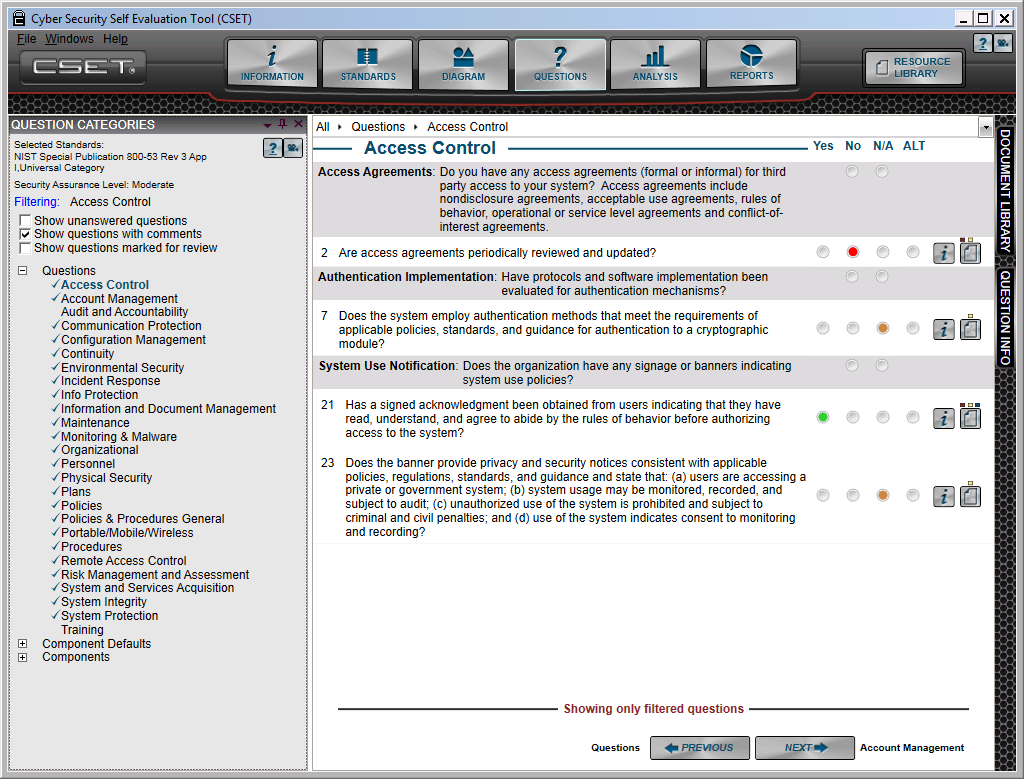 Cyber Security Self Evaluation Tool (CSET)
File Windows Help
CSET
INFORMATION
STANDARDS
DIAGRAM
QUESTIONS
ANALYSIS
REPORTS
RESOURCE
LIBRARY
QUESTION CATEGORIES
Selected Standards:
NIST Special Publication 800-53 Rev 3 App
I,Universal Category
Security Assurance Level: Moderate
Filtering: Access Control
Show unanswered questions
Show questions with comments
Show questions marked for review
Questions
Access Control
Account Management
Audit and Accountability
Communication Protection
Configuration Management
Continuity
Environmental Security
Incident Response
Info Protection
Information and Document Management
Maintenance
Monitoring & Malware
Organizational
Personnel
Physical Security
Plans
Policies
Policies & Procedures General
Portable/Mobile/Wireless
Procedures
Remote Access Control
Risk Management and Assessment
System and Services Acquisition
System Integrity
System Protection
Training
Component Defaults
Components
All Questions Access Control
Access Control Yes No N/A ALT
Access Agreements: Do you have any access agreements (formal or informal) for third
party access to your system? Access agreements include
nondisclosure agreements, acceptable use agreements, rules of
behavior, operational or service level agreements and conflict-of-
interest agreements.
2 Are access agreements periodically reviewed and updated?
Authentication Implementation: Have protocols and software implementation been
evaluated for authentication mechanisms?
7 Does the system employ authentication methods that meet the requirements of
applicable policies, standards, and guidance for authentication to a cryptographic
module?
System Use Notification: Does the organization have any signage or banners indicating
system use policies?
21 Has a signed acknowledgment been obtained from users indicating that they have
read, understand, and agree to abide by the rules of behavior before authorizing
access to the system?
23 Does the banner provide privacy and security notices consistent with applicable
policies, regulations, standards, and guidance and state that: (a) users are accessing a
private or government system; (b) system usage may be monitored, recorded, and
subject to audit; (c) unauthorized use of the system is prohibited and subject to
criminal and civil penalties; and (d) use of the system indicates consent to monitoring
and recording?
Showing only filtered questions
Questions PREVIOUS NEXT Account Management
DOCUMENT LIBRARY
QUESTION INFO